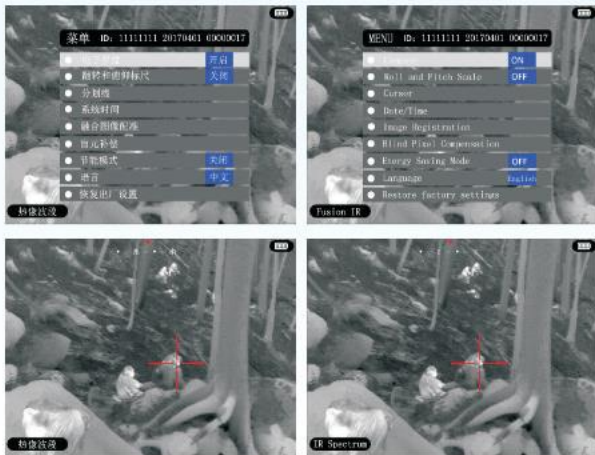 菜单 ID: 11111111 20170401 00000017
开启
翻转和俯仰标尺 关闭
分划线
系统时间
融合图像配准
盲元补偿
节能模式 关闭
语言 中文
恢复出厂设置
热像波段
MENU ID: 11111111 20170401 00000017
Compass ON
Roll and Pitch Scale OFF
Curser
Date/Time
Image Registration
Blind Pixel Compensation
Energy Saving Mode OFF
Language English
Restore factory settings
Fusion IR
热像波段
IR Spectrum